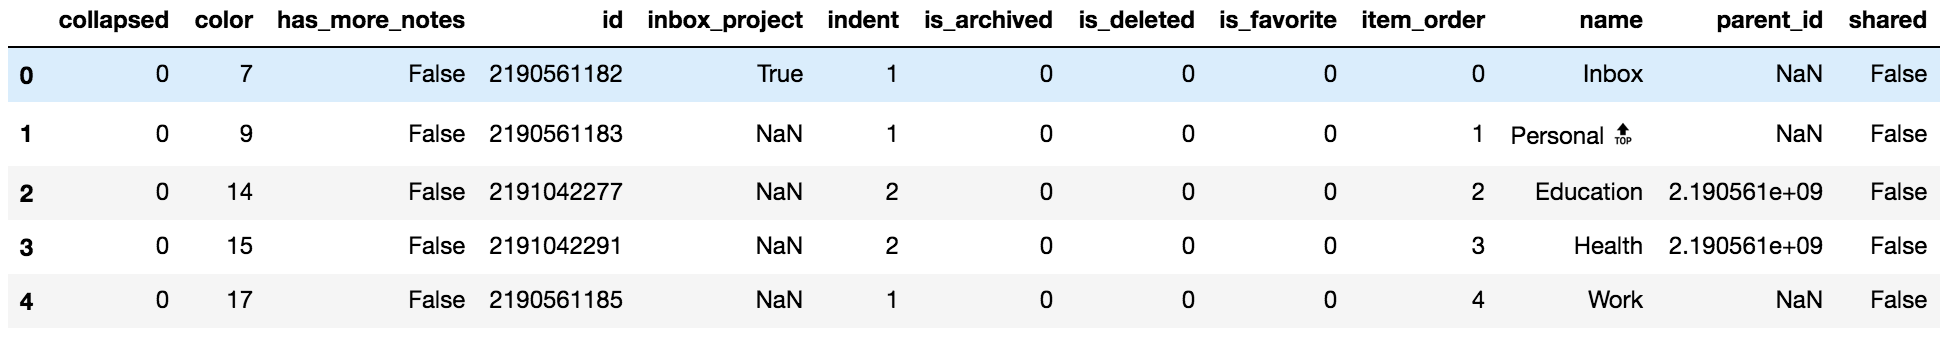 collapsed color has_more_notes id inbox_project indent is_archived is_deleted is_favorite item_order name parent_id shared
0 0 7 False 2190561182 True 1 0 0 0 0 Inbox NaN False
1 0 9 False 2190561183 NaN 1 0 0 0 1 Personal 🔝 NaN False
2 0 14 False 2191042277 NaN 2 0 0 0 2 Education 2.190561e+09 False
3 0 15 False 2191042291 NaN 2 0 0 0 3 Health 2.190561e+09 False
4 0 17 False 2190561185 NaN 1 0 0 0 4 Work NaN False